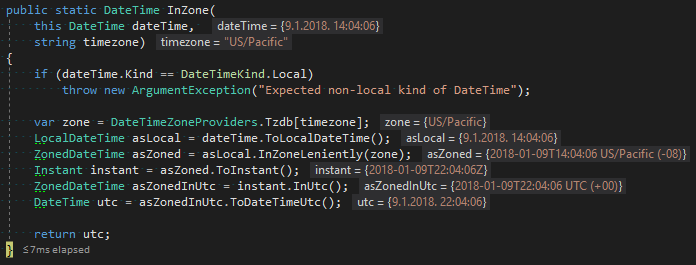 public static DateTime InZone(
    this DateTime dateTime,  dateTime = {9.1.2018. 14:04:06}
    string timezone)  timezone = "US/Pacific"
{
    if (dateTime.Kind == DateTimeKind.Local)
        throw new ArgumentException("Expected non-local kind of DateTime");
    var zone = DateTimeZoneProviders.Tzdb[timezone];  zone = {US/Pacific}
    LocalDateTime asLocal = dateTime.ToLocalDateTime();  asLocal = {9.1.2018. 14:04:06}
    ZonedDateTime asZoned = asLocal.InZoneLeniently(zone);  asZoned = {2018-01-09T14:04:06 US/Pacific (-08)}
    Instant instant = asZoned.ToInstant();  instant = {2018-01-09T22:04:06Z}
    ZonedDateTime asZonedInUtc = instant.InUtc();  asZonedInUtc = {2018-01-09T22:04:06 UTC (+00)}
    DateTime utc = asZonedInUtc.ToDateTimeUtc();  utc = {9.1.2018. 22:04:06}
    return utc;
}  ≤7ms elapsed